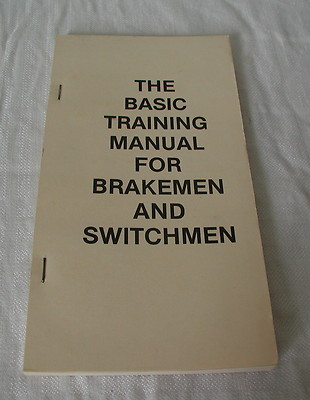 THE
BASIC
TRAINING
MANUAL
FOR
BRAKEMEN
AND
SWITCHMEN